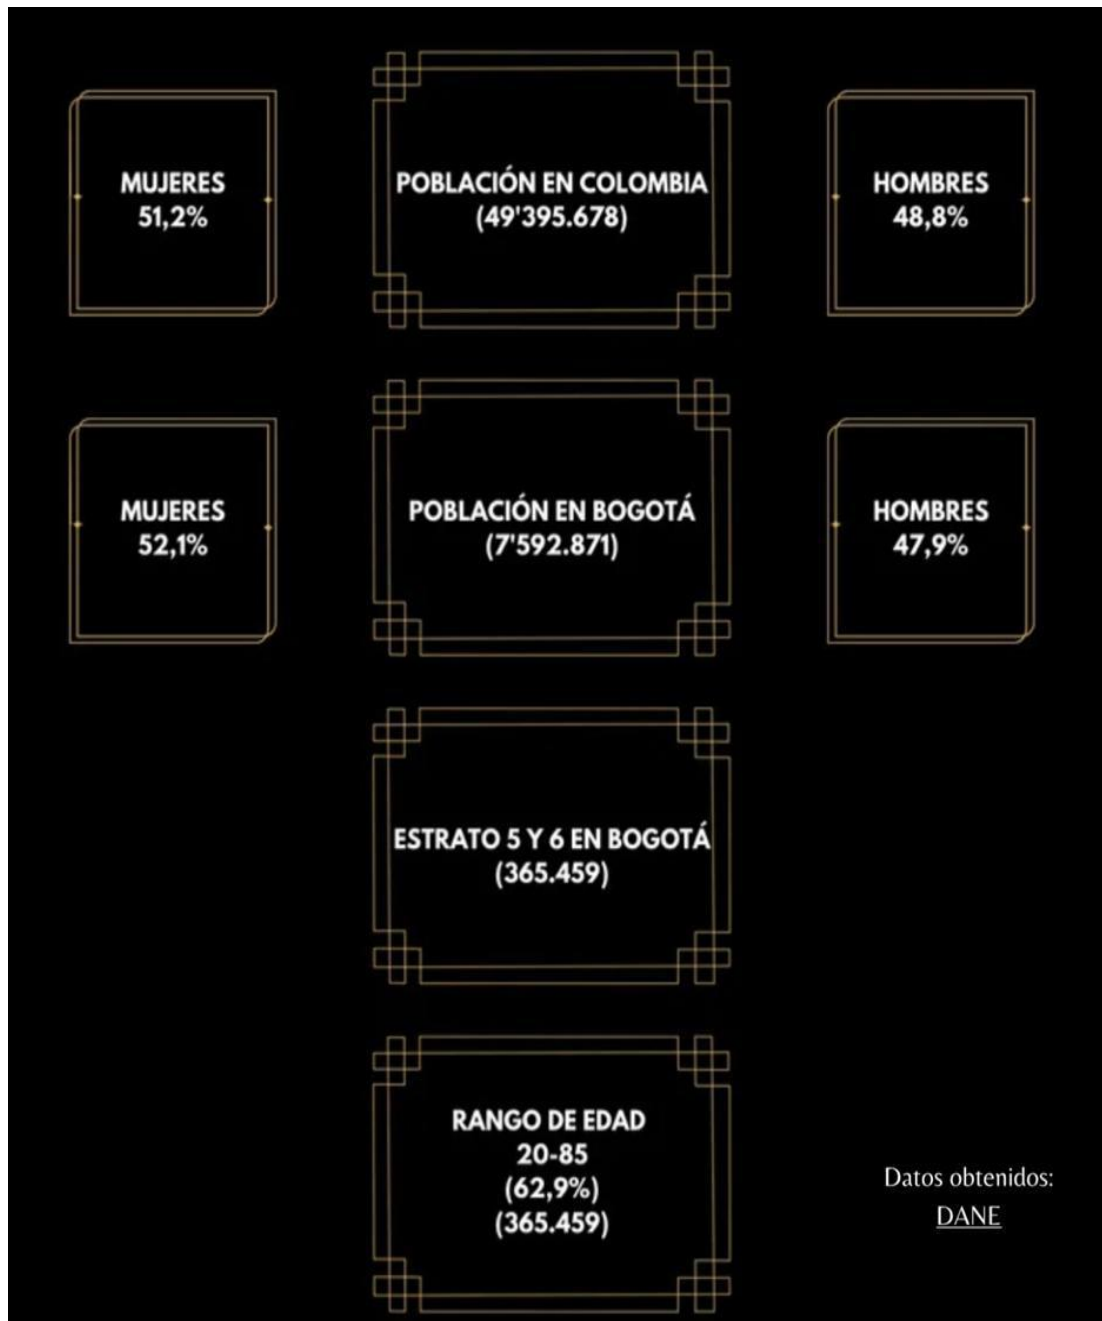 MUJERES
51,2%
POBLACIÓN EN COLOMBIA
(49'395.678)
HOMBRES
48,8%
MUJERES
52,1%
POBLACIÓN EN BOGOTÁ
(7'592.871)
HOMBRES
47,9%
ESTRATO 5 Y 6 EN BOGOTÁ
(365.459)
RANGO DE EDAD
20-85
(62,9%)
(365.459)
Datos obtenidos:
DANE